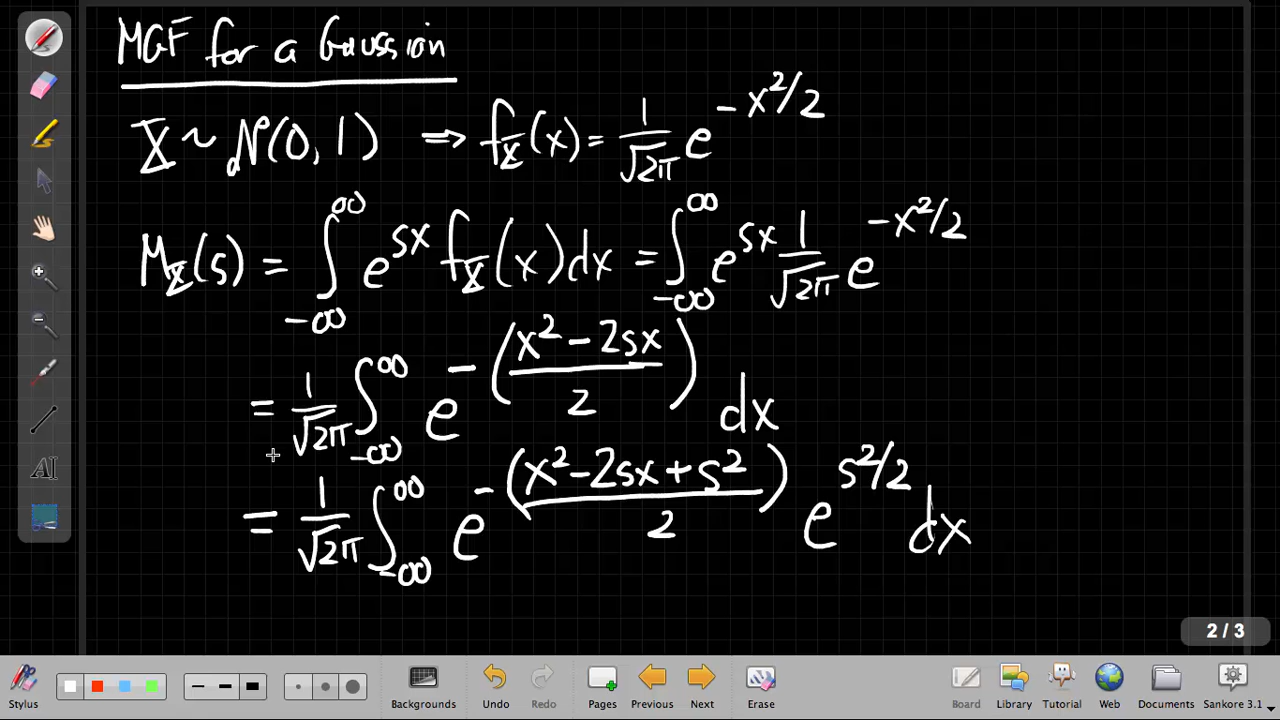 MGF for a Gaussian
X ~ N(0, 1) ⇒ f_X(x) = 1/√2π e^(-x²/2)
M_X(s) = ∫_{-∞}^{∞} e^{sx} f_X(x)dx = ∫_{-∞}^{∞} e^{sx} 1/√2π e^{-x²/2}
= 1/√2π ∫_{-∞}^{∞} e^{-((x²-2sx)/2)} dx
= 1/√2π ∫_{-∞}^{∞} e^{-((x²-2sx+s²)/2)} e^{s²/2} dx
2 / 3
Stylus Backgrounds Undo Redo Pages Previous Next Erase Board Library Tutorial Web Documents Sankore 3.1